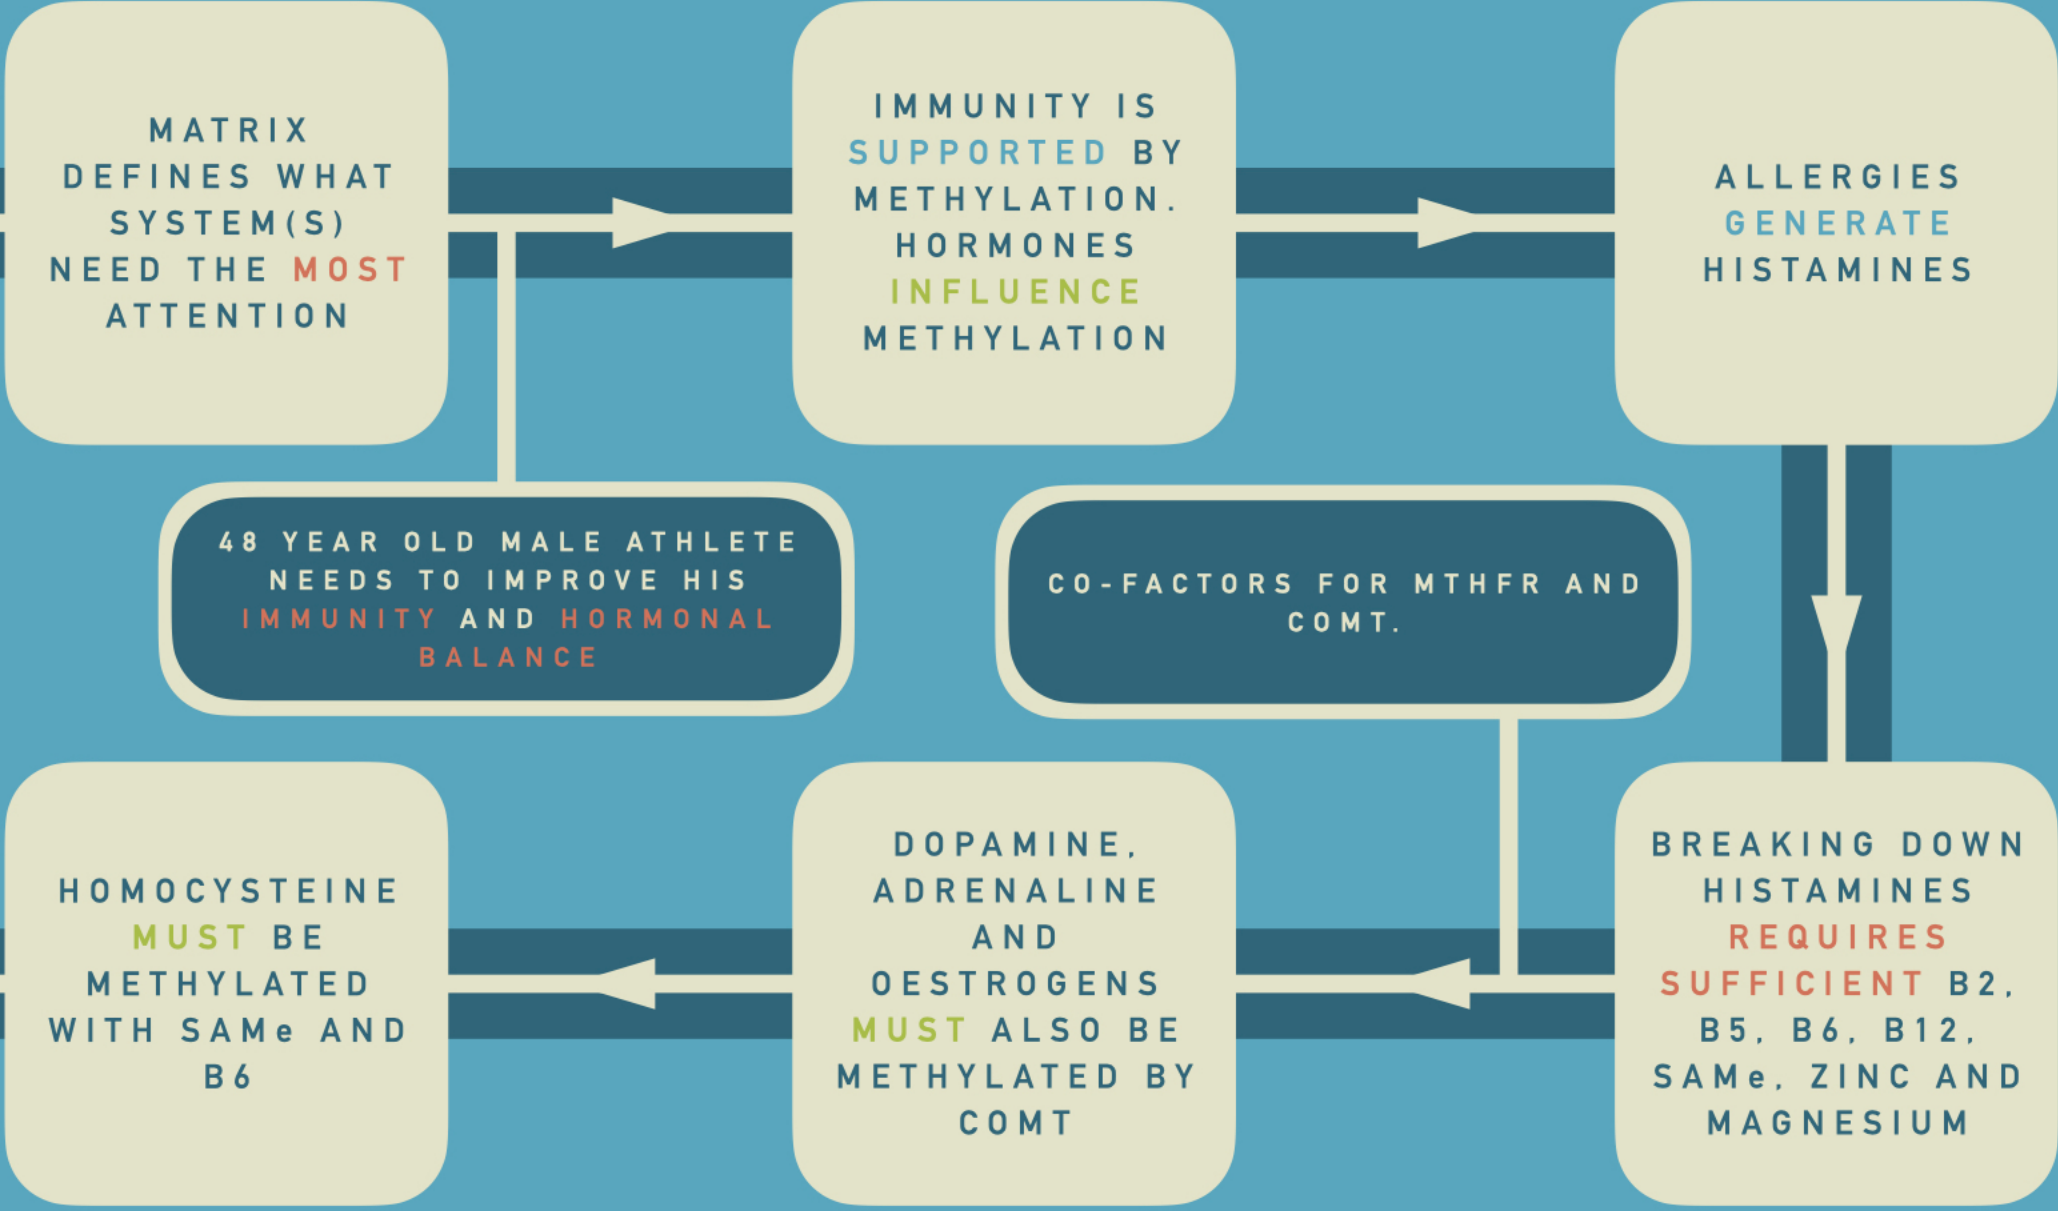 MATRIX
DEFINES WHAT
SYSTEM(S)
NEED THE MOST
ATTENTION
IMMUNITY IS
SUPPORTED BY
METHYLATION.
HORMONES
INFLUENCE
METHYLATION
ALLERGIES
GENERATE
HISTAMINES
48 YEAR OLD MALE ATHLETE
NEEDS TO IMPROVE HIS
IMMUNITY AND HORMONAL
BALANCE
CO-FACTORS FOR MTHFR AND
COMT.
BREAKING DOWN
HISTAMINES
REQUIRES
SUFFICIENT B2,
B5, B6, B12,
SAMe, ZINC AND
MAGNESIUM
DOPAMINE,
ADRENALINE
AND
OESTROGENS
MUST ALSO BE
METHYLATED BY
COMT
HOMOCYSTEINE
MUST BE
METHYLATED
WITH SAMe AND
B6